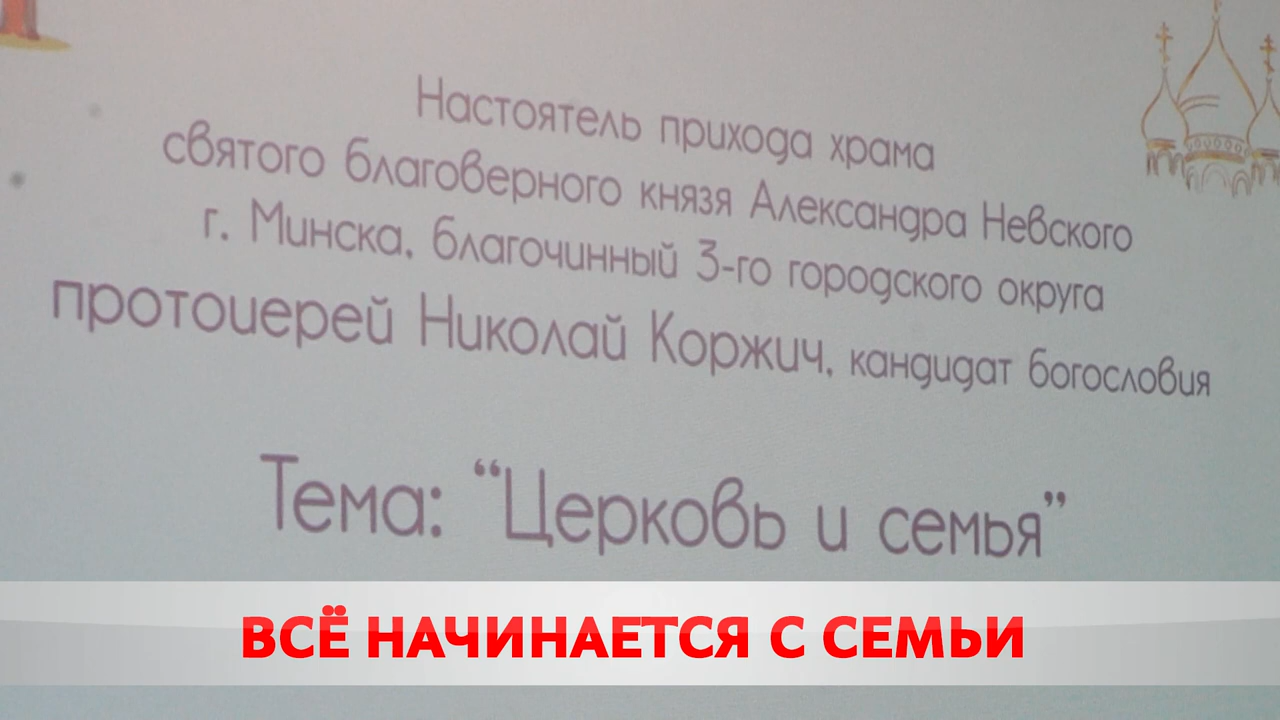 Настоятель прихода храма
святого благоверного князя Александра Невского
г. Минска, благочинный 3-го городского округа
протоиерей Николай Коржич, кандидат богословия
Тема: “Церковь и семья”
ВСЁ НАЧИНАЕТСЯ С СЕМЬИ